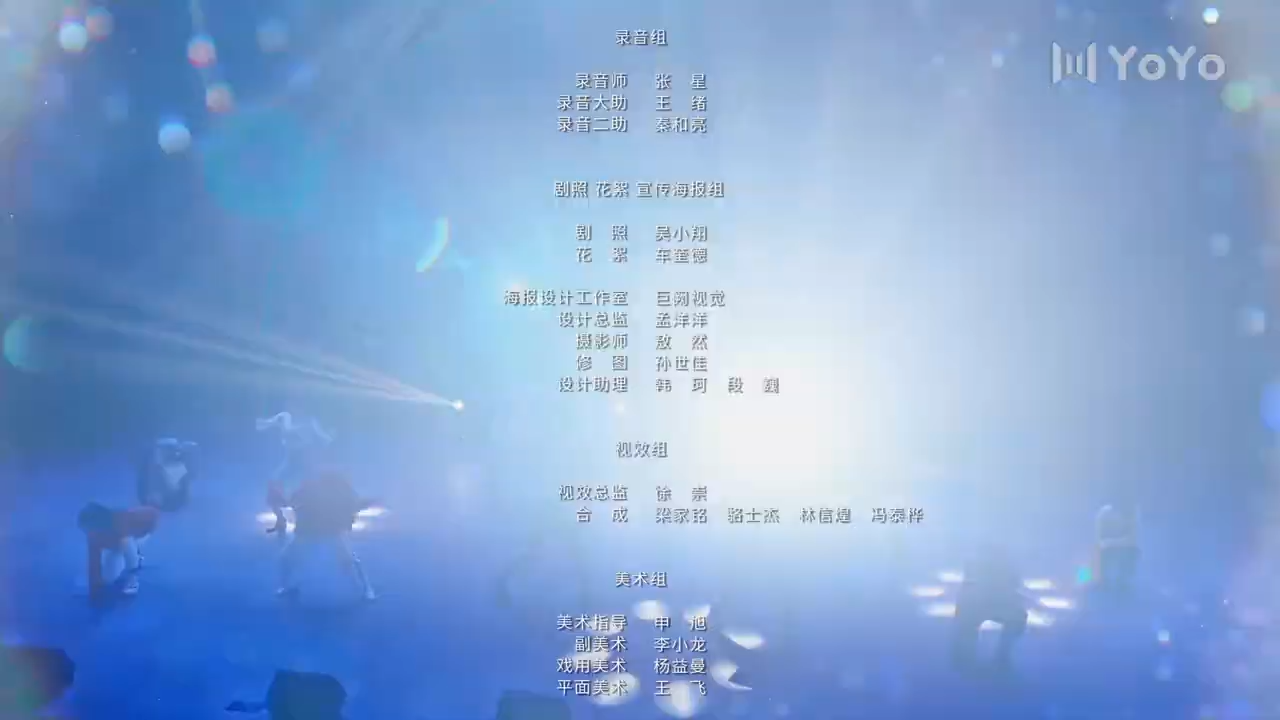 YoYo
录音组
录音师 张 星
录音大助 王 绪
录音二助 秦和亮
剧照 花絮 宣传海报组
剧 照 吴小翔
花 絮 车奎德
海报设计工作室 巨阙视觉
设计总监 孟洋洋
摄影师 敖 然
修 图 孙世佳
设计助理 韩 珂 段 巍
视效组
视效总监 徐 崇
合 成 梁家铭 骆士杰 林信煌 冯泰桦
美术组
美术指导 申 旭
副美术 李小龙
戏用美术 杨益曼
平面美术 王 飞